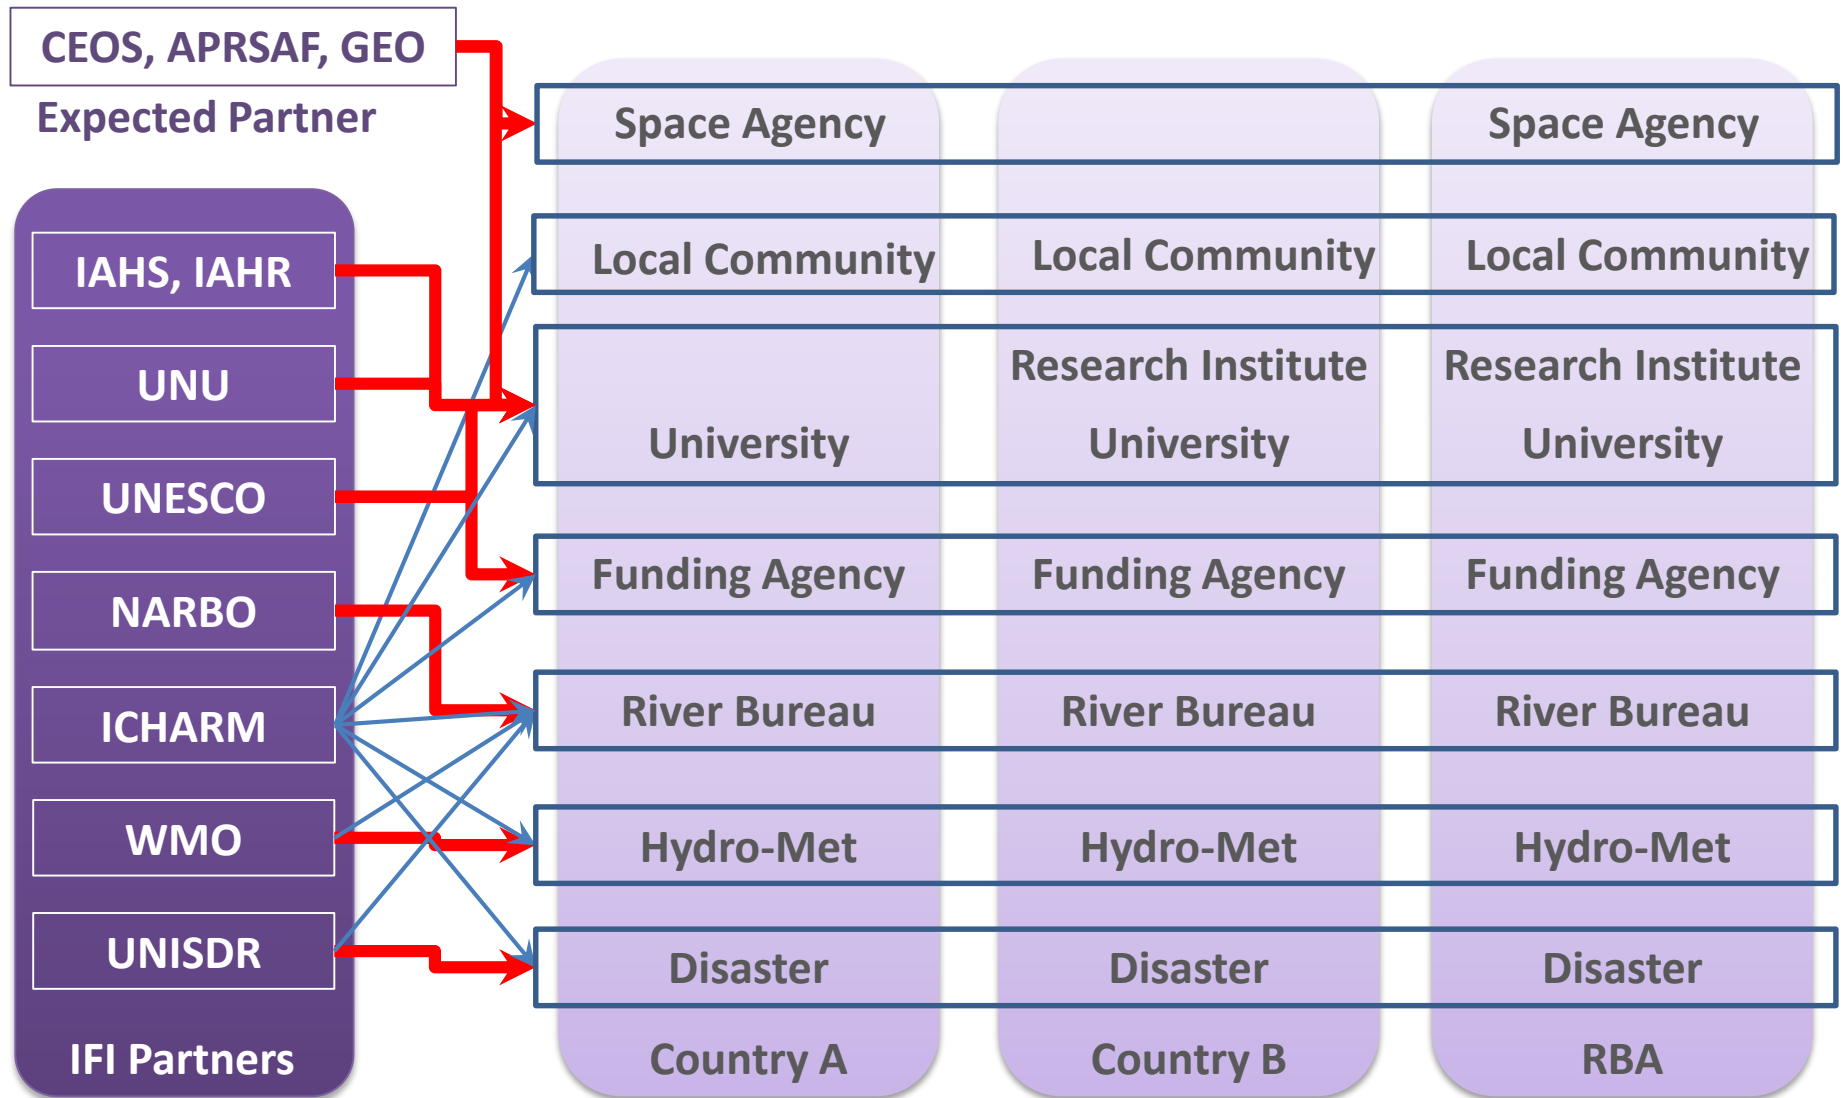 CEOS, APRSAF, GEO
Expected Partner
IAHS, IAHR
UNU
UNESCO
NARBO
ICHARM
WMO
UNISDR
IFI Partners
Space Agency
Space Agency
Local Community
Local Community
Local Community
Research Institute
Research Institute
University
University
University
Funding Agency
Funding Agency
Funding Agency
River Bureau
River Bureau
River Bureau
Hydro-Met
Hydro-Met
Hydro-Met
Disaster
Disaster
Disaster
Country A
Country B
RBA